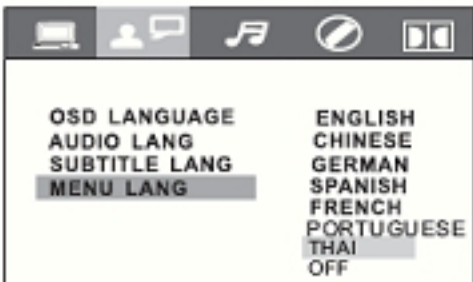 OSD LANGUAGE
AUDIO LANG
SUBTITLE LANG
MENU LANG
ENGLISH
CHINESE
GERMAN
SPANISH
FRENCH
PORTUGUESE
THAI
OFF